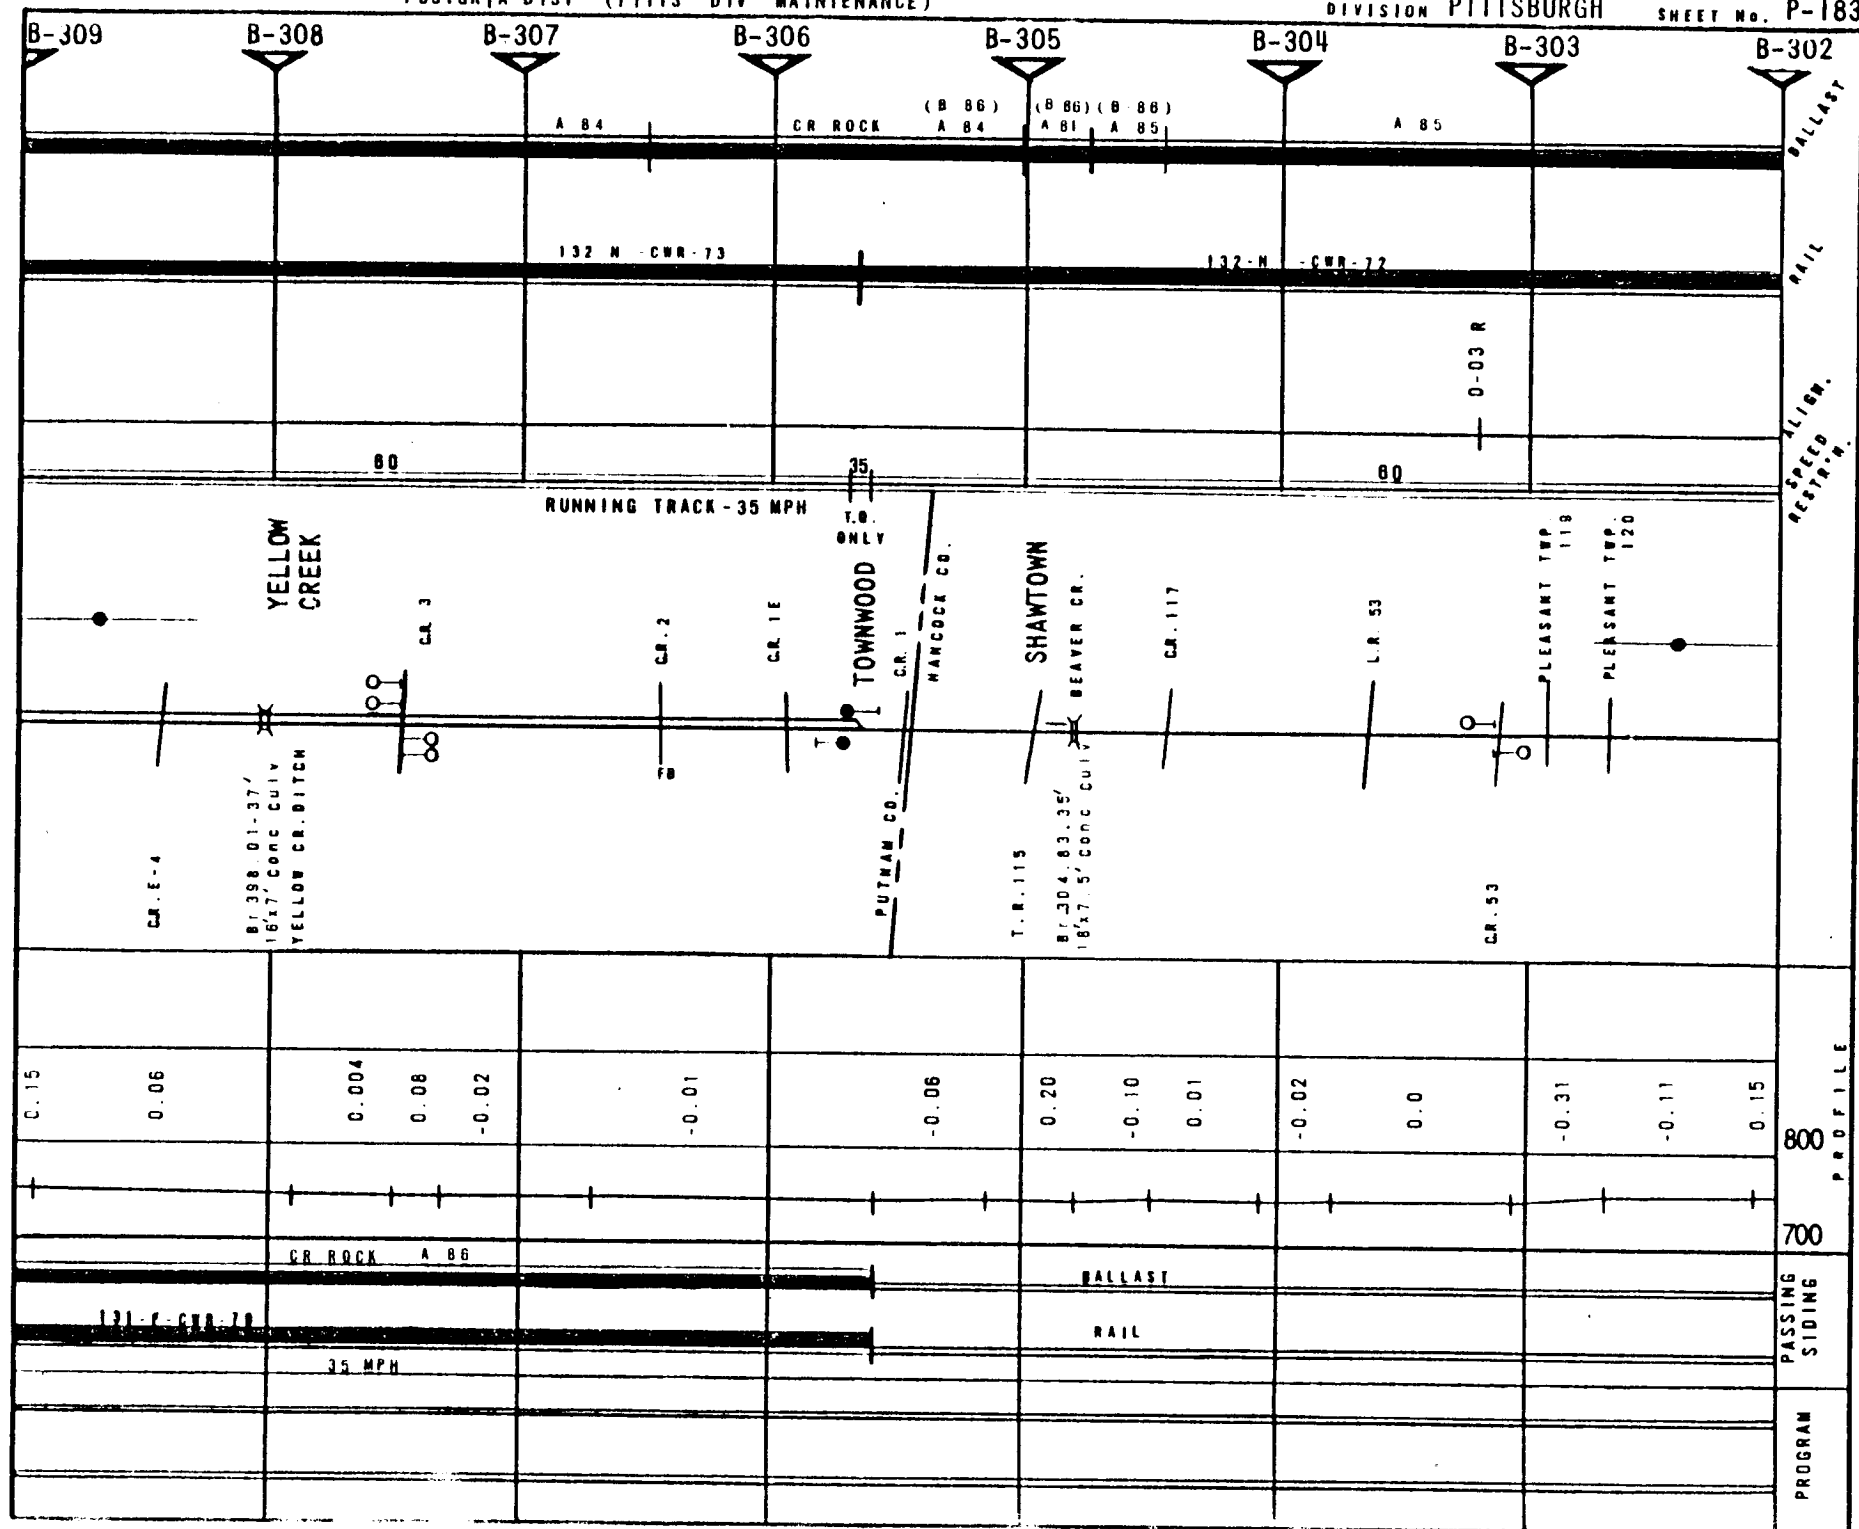 DIVISION PITTSBURGH SHEET No. P-183
B-309 B-308 B-307 B-306 B-305 B-304 B-303 B-302
(B 86) (B 86) (B 86)
A 84 CR ROCK A 84 A 81 A 85 A 85
BALLAST
132 N -CWR-73 132-N -CWR-72
RAIL
0-03 R
ALIGN.
60 35 60
SPEED RESTR'N.
RUNNING TRACK-35 MPH
T.O.
ONLY
YELLOW
CREEK
C.R. 3
C.R. 2
C.R. 1E
TOWNWOOD
C.R. 1
HANCOCK CO.
SHAWTOWN
BEAVER CR.
C.R. 117
L.R. 53
PLEASANT TWP.
119
PLEASANT TWP.
120
T
FB
C.R. E-4
Br 398.01-37'
16'x7' Conc Culv
YELLOW CR. DITCH
PUTNAM CO.
T.R. 115
Br 304.83.35'
18'x7.5' Conc Culv
C.R. 53
0.15 0.06 0.004 0.08 -0.02 -0.01 -0.06 0.20 -0.10 0.01 -0.02 0.0 -0.31 -0.11 0.15
PROFILE
800
700
CR ROCK A 86 BALLAST
RAIL
35 MPH
PASSING
SIDING
PROGRAM